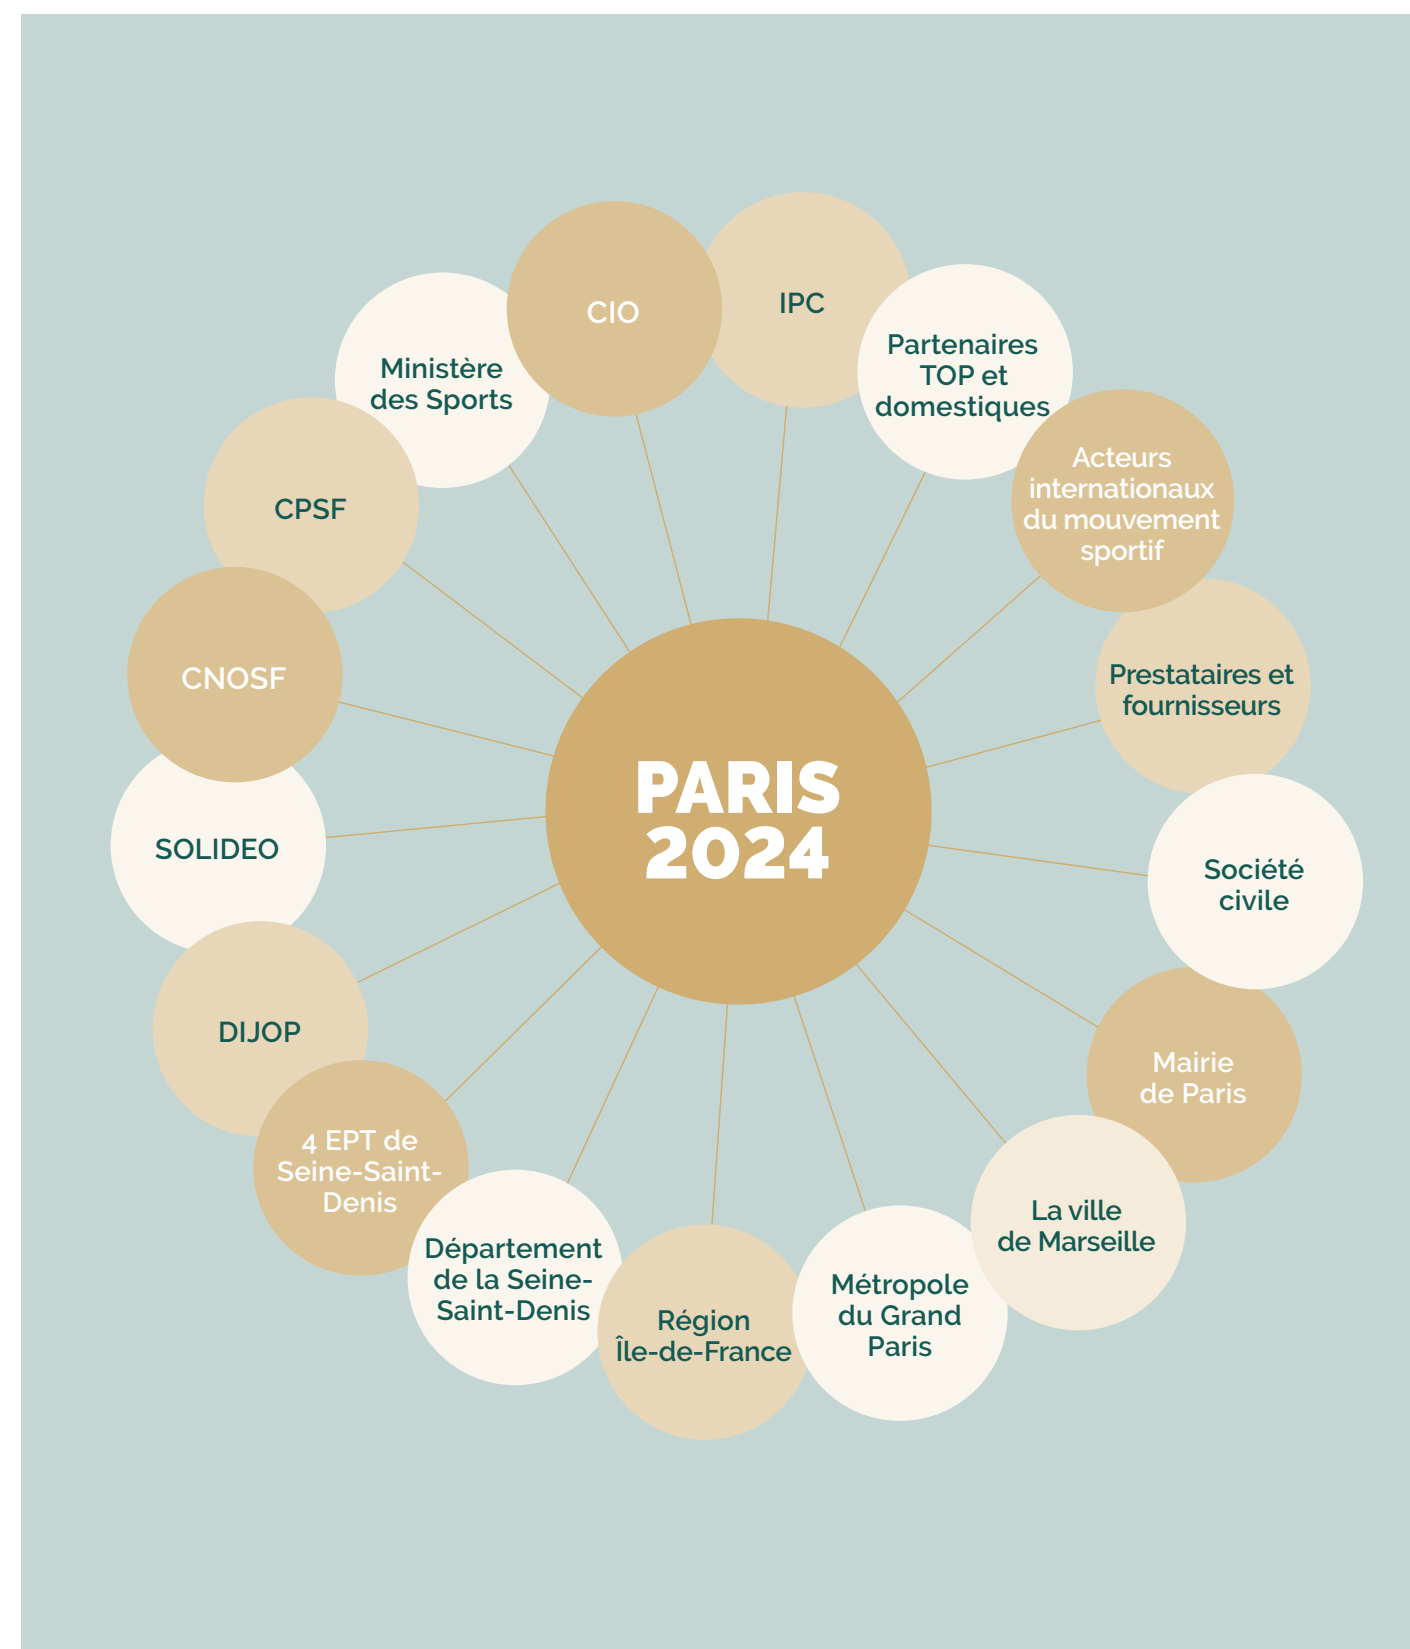 CIO
IPC
Partenaires
TOP et
domestiques
Acteurs
internationaux
du mouvement
sportif
Prestataires et
fournisseurs
Société
civile
Mairie
de Paris
La ville
de Marseille
Métropole
du Grand
Paris
Région
Île-de-France
Département
de la Seine-
Saint-Denis
4 EPT de
Seine-Saint-
Denis
DIJOP
SOLIDEO
CNOSF
CPSF
Ministère
des Sports
PARIS
2024